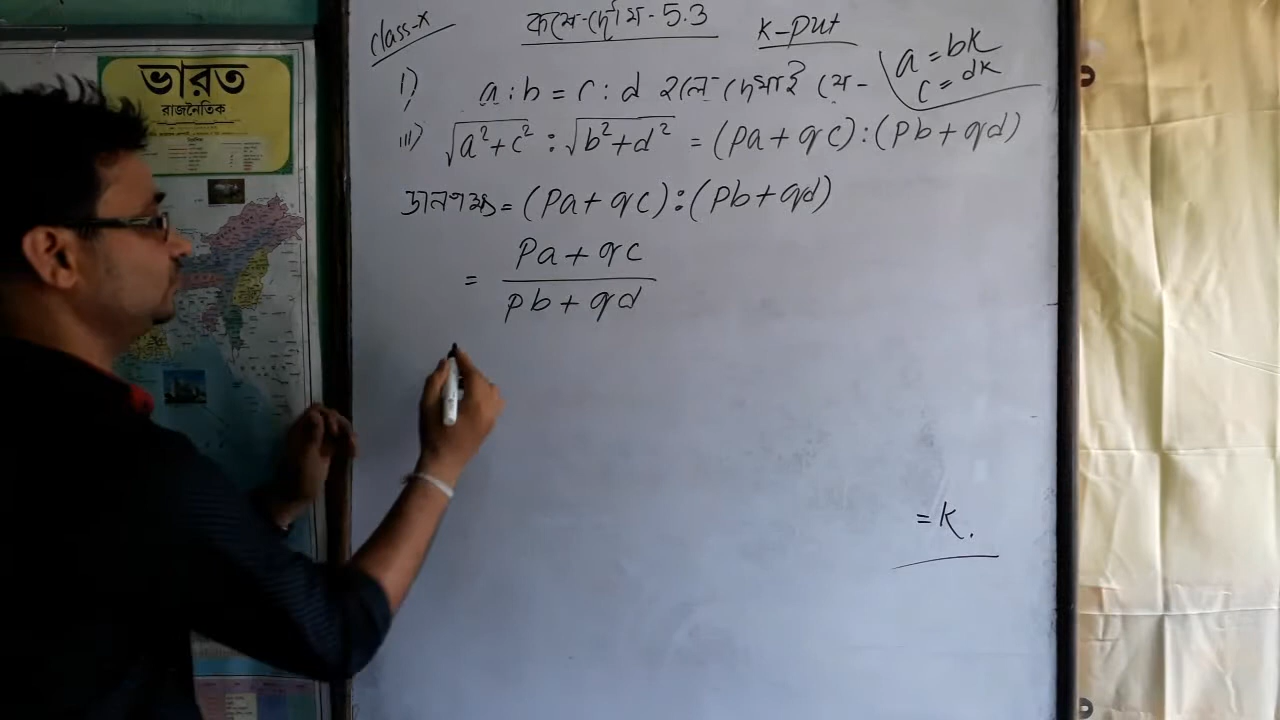 ভারত
রাজনৈতিক
class-x
কষে দেখি - 5.3
K-Put
a = bk
c = dk
1) a : b = c : d হলে দেখাই যে -
iii) √a²+c² : √b²+d² = (pa + qc) : (pb + qd)
ডানপক্ষ = (pa + qc) : (pb + qd)
= pa + qc
pb + qd
= K.